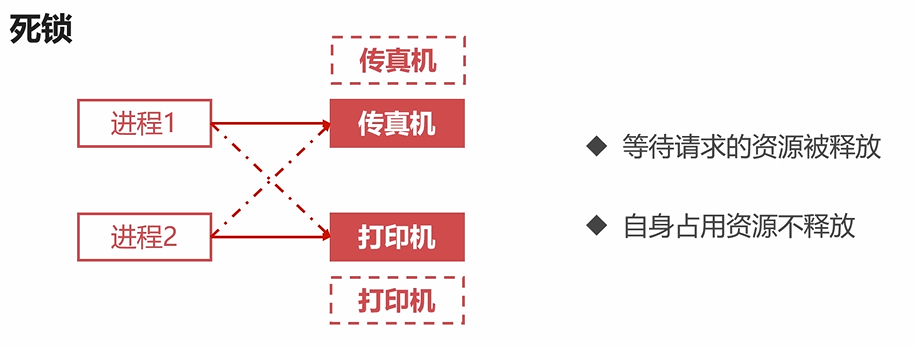 死锁
传真机
进程1
传真机
等待请求的资源被释放
进程2
打印机
自身占用资源不释放
打印机